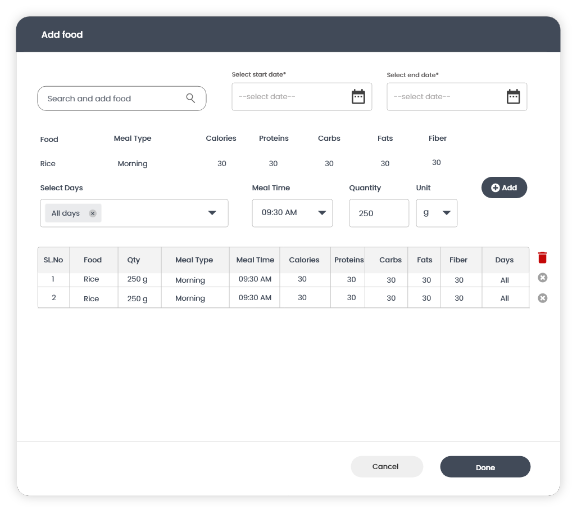 Add food
Select start date*
Select end date*
Search and add food
--select date--
--select date--
Food Meal Type Calories Proteins Carbs Fats Fiber
Rice Morning 30 30 30 30 30
Select Days Meal Time Quantity Unit
Add
All days 09:30 AM 250 g
SL.No Food Qty Meal Type Meal Time Calories Proteins Carbs Fats Fiber Days
1 Rice 250 g Morning 09:30 AM 30 30 30 30 30 All
2 Rice 250 g Morning 09:30 AM 30 30 30 30 30 All
Cancel Done